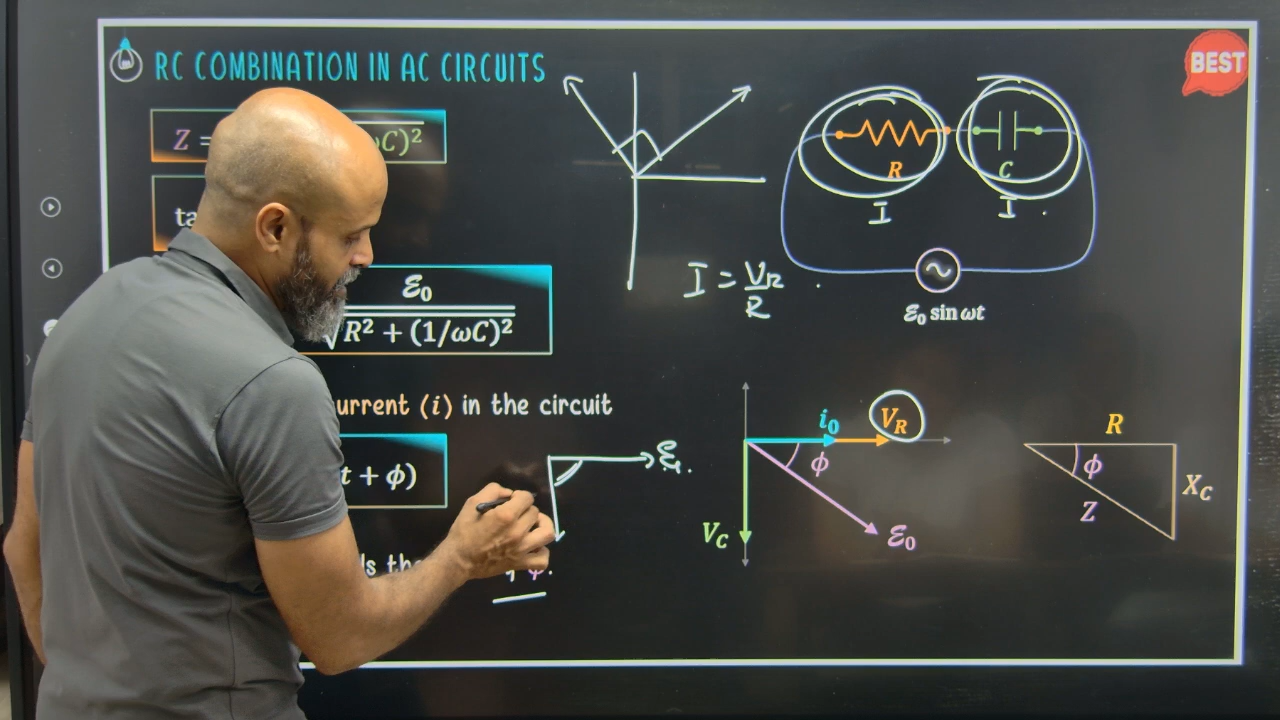 RC COMBINATION IN AC CIRCUITS
BEST
Z =
C)²
R
C
I
I
ta
I = V_R / R
ℰ₀ / √(R² + (1/ωC)²)
ℰ₀ sin ωt
urrent (i) in the circuit
i₀
V_R
R
t + ϕ)
ℰ
ϕ
ϕ
X_C
Z
V_C
ℰ₀
ϕ.